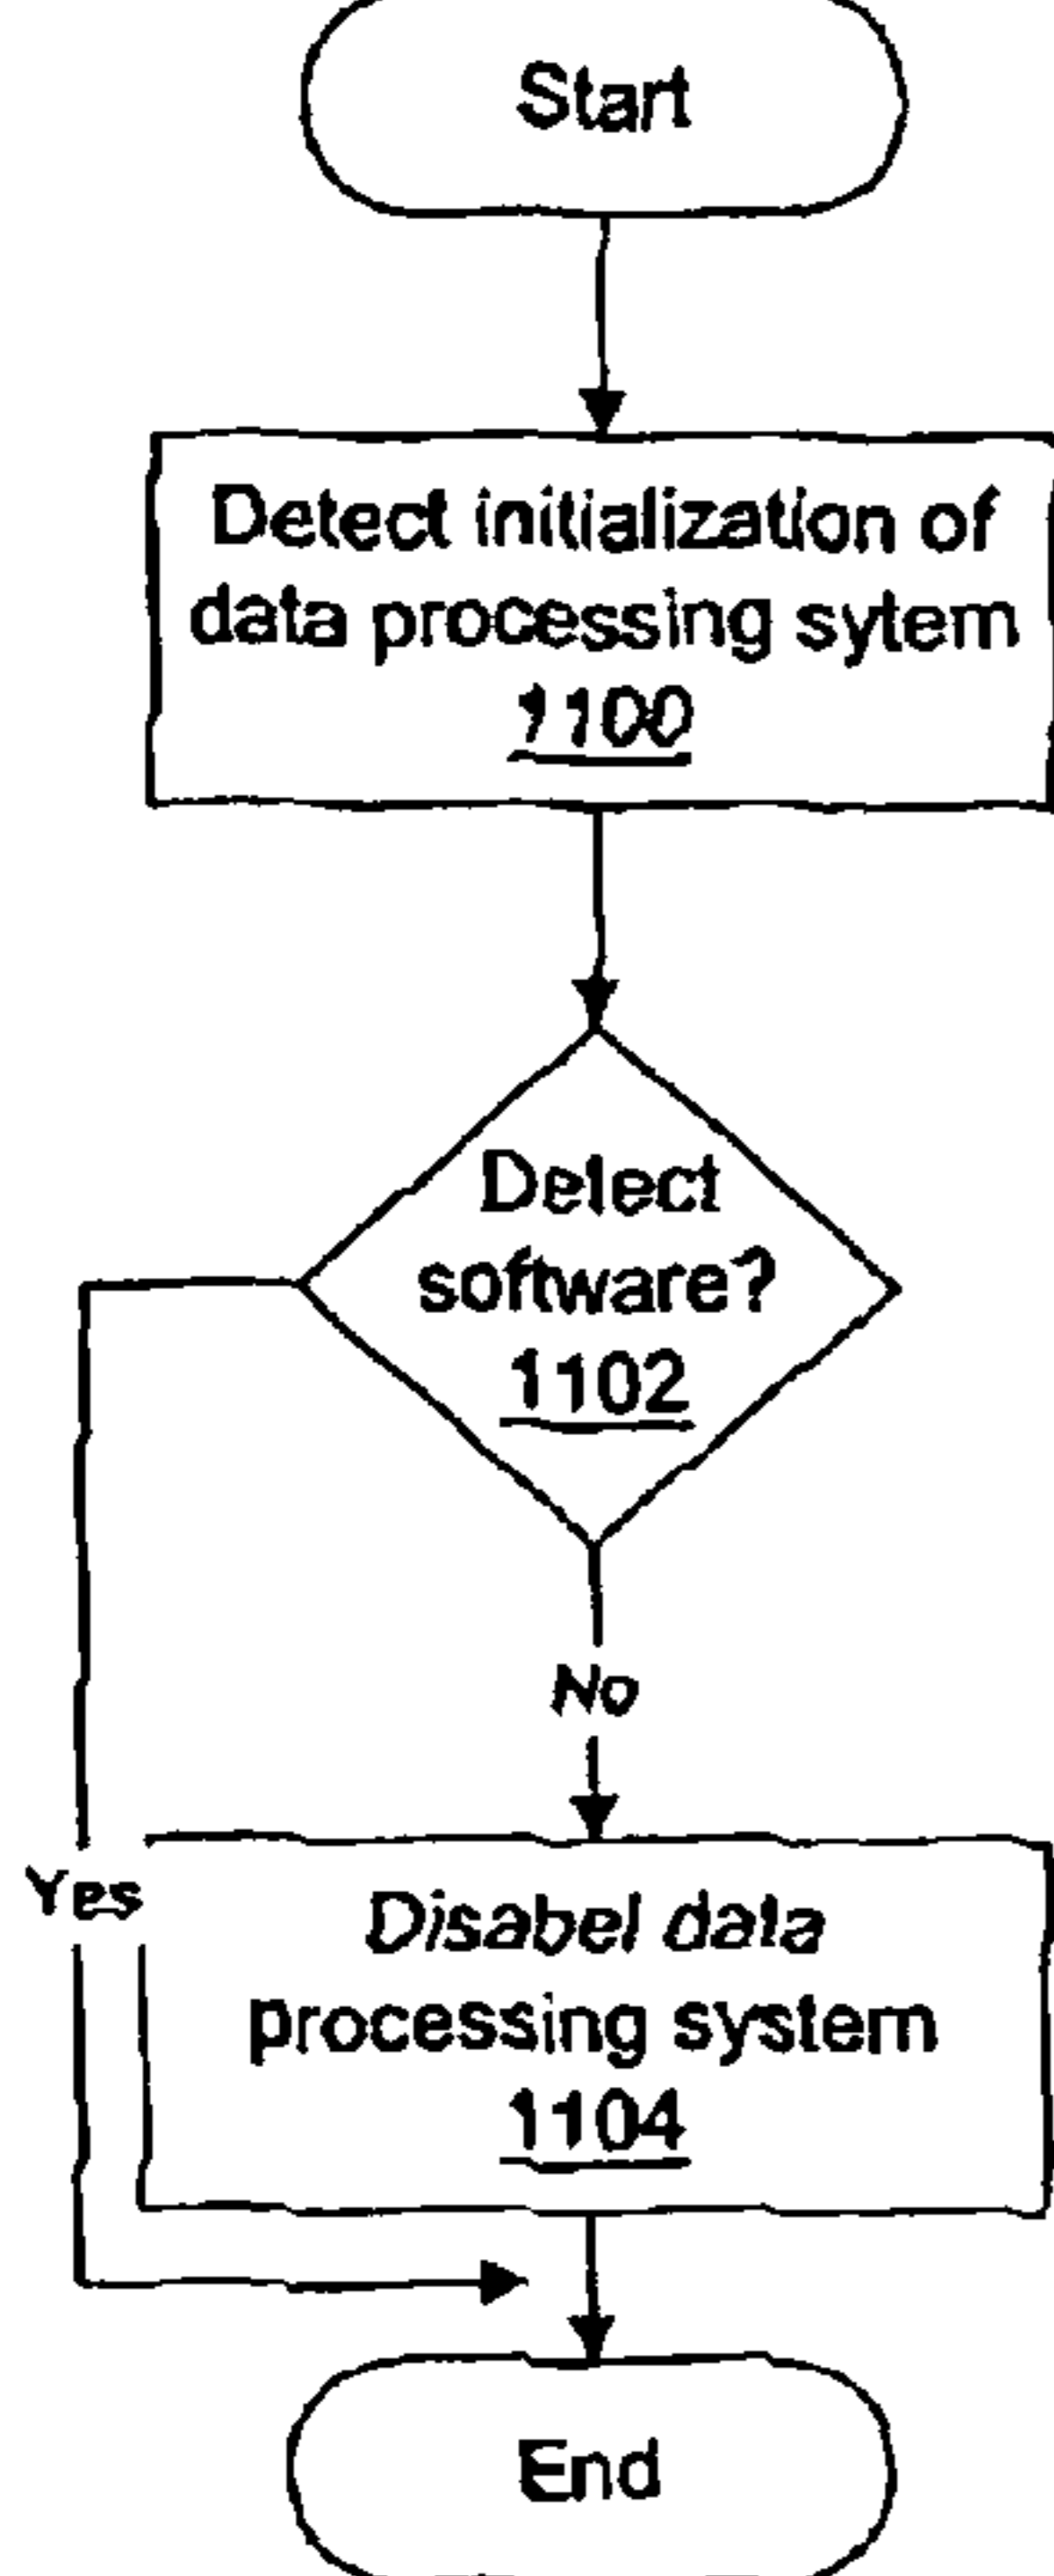 Start
Detect initialization of
data processing sytem
1100
Detect
software?
1102
No
Yes
Disabel data
processing system
1104
End